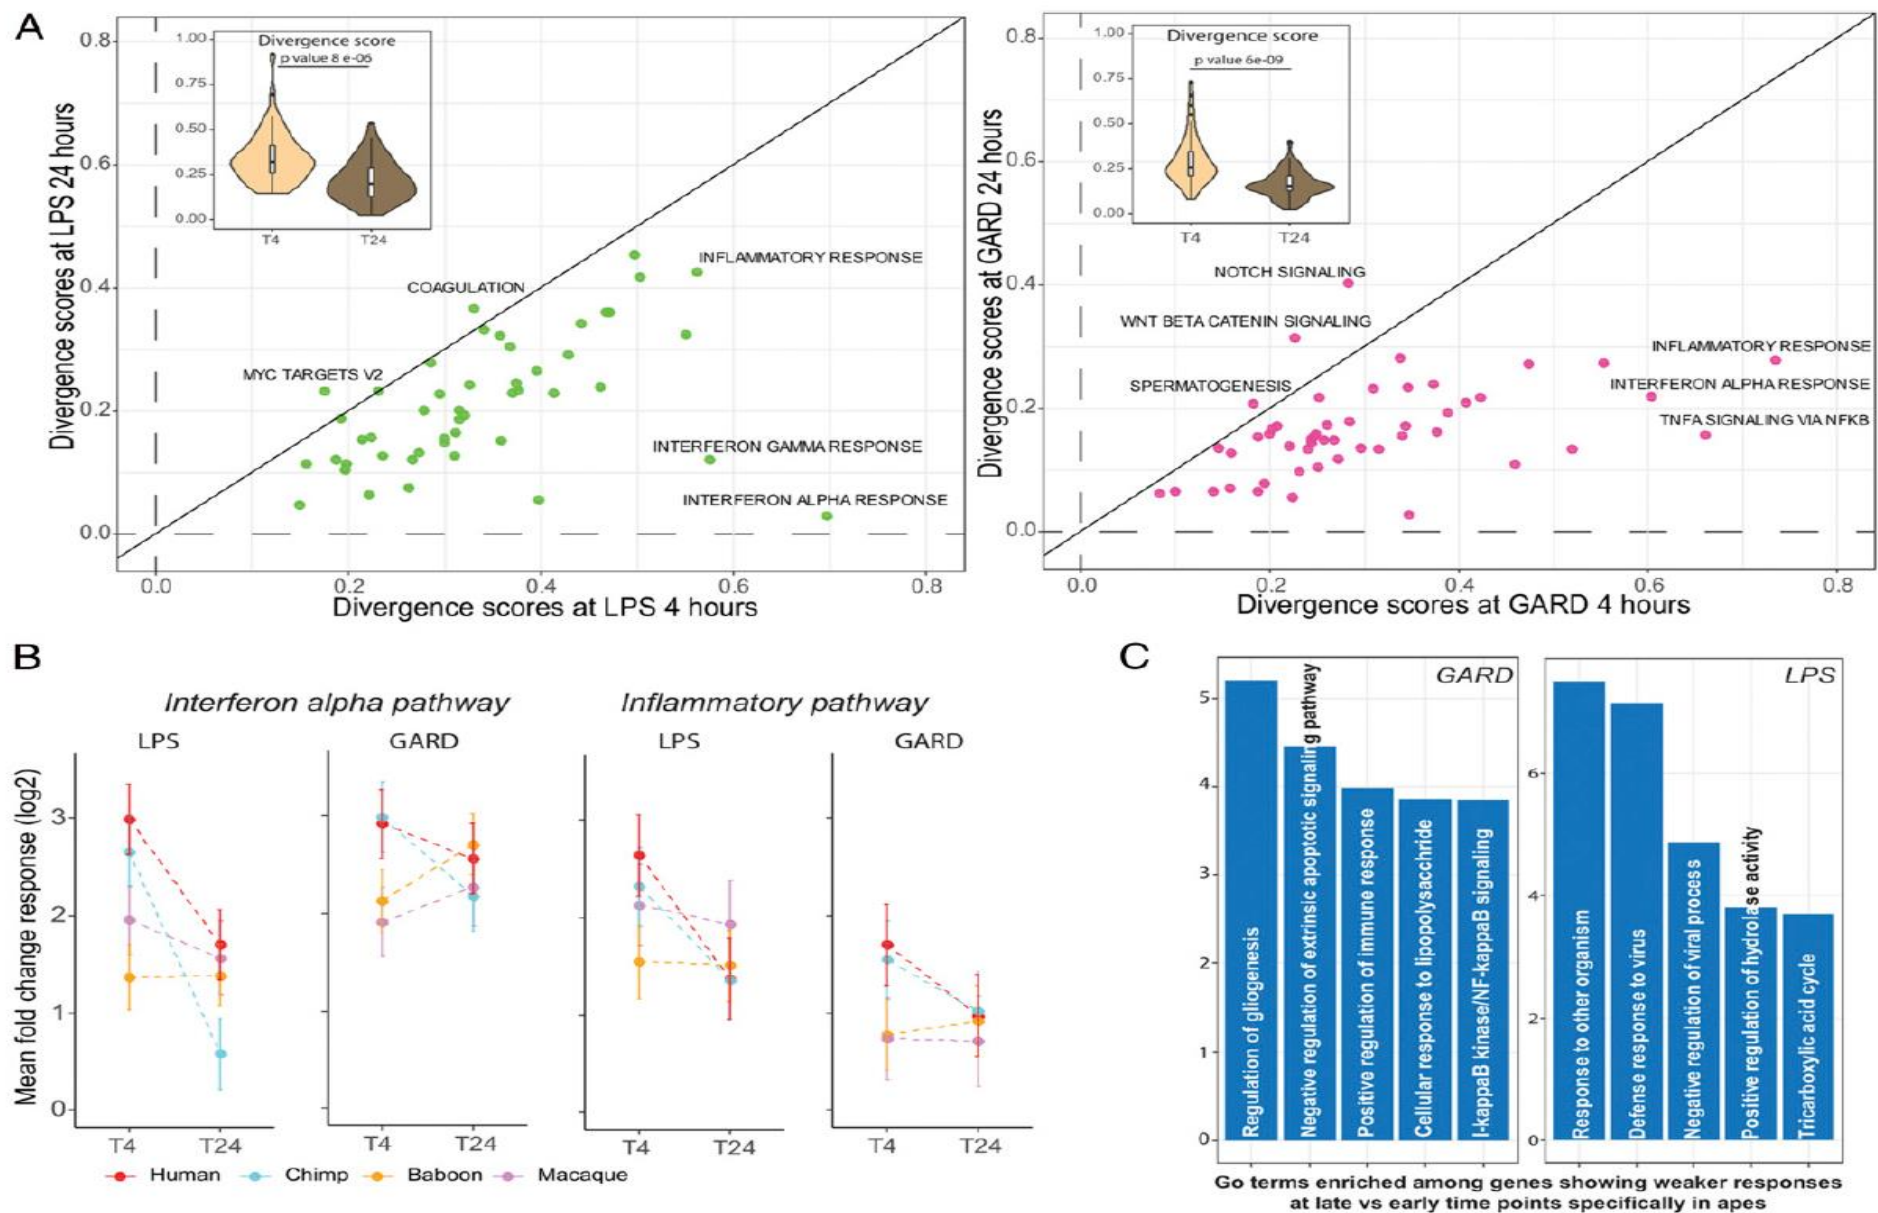 A
Divergence scores at LPS 24 hours
0.8
0.6
0.4
0.2
0.0
Divergence score
p value 8 e-06
1.00
0.75
0.50
0.25
0.00
T4
T24
INFLAMMATORY RESPONSE
COAGULATION
MYC TARGETS V2
INTERFERON GAMMA RESPONSE
INTERFERON ALPHA RESPONSE
0.0
0.2
0.4
0.6
0.8
Divergence scores at LPS 4 hours
Divergence scores at GARD 24 hours
0.8
0.6
0.4
0.2
0.0
Divergence score
p value 6e-09
1.00
0.75
0.50
0.25
0.00
T4
T24
NOTCH SIGNALING
WNT BETA CATENIN SIGNALING
INFLAMMATORY RESPONSE
SPERMATOGENESIS
INTERFERON ALPHA RESPONSE
TNFA SIGNALING VIA NFKB
0.0
0.2
0.4
0.6
0.8
Divergence scores at GARD 4 hours
B
Interferon alpha pathway
Inflammatory pathway
LPS
GARD
LPS
GARD
Mean fold change response (log2)
3
2
1
0
T4
T24
T4
T24
T4
T24
T4
T24
Human
Chimp
Baboon
Macaque
C
GARD
5
4
3
2
1
0
Regulation of gliogenesis
Negative regulation of extrinsic apoptotic signaling pathway
Positive regulation of immune response
Cellular response to lipopolysacchride
I-kappaB kinase/NF-kappaB signaling
LPS
6
4
2
0
Response to other organism
Defense response to virus
Negative regulation of viral process
Positive regulation of hydrolase activity
Tricarboxylic acid cycle
Go terms enriched among genes showing weaker responses
at late vs early time points specifically in apes